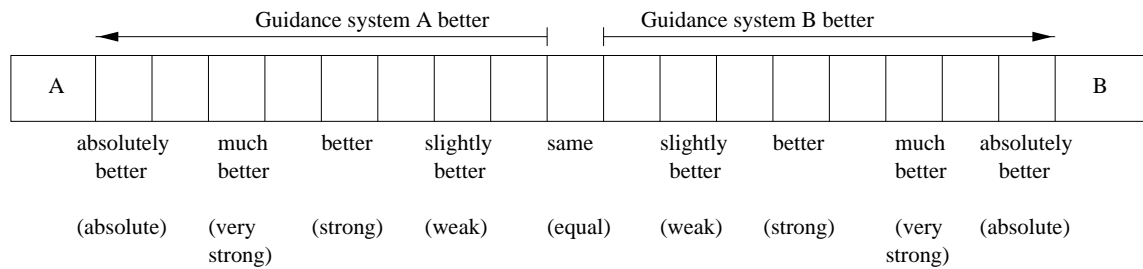 Guidance system A better Guidance system B better
A B
absolutely much better slightly same slightly better much absolutely
better better better better better better
(absolute) (very (strong) (weak) (equal) (weak) (strong) (very (absolute)
strong) strong)